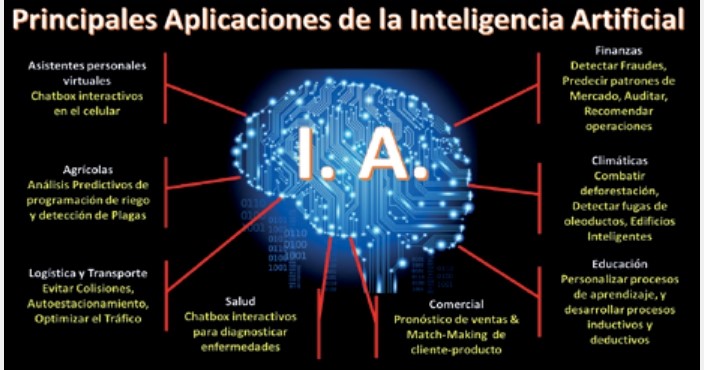 Principales Aplicaciones de la Inteligencia Artificial
Asistentes personales
virtuales
Chatbox interactivos
en el celular
Agrícolas
Análisis Predictivos de
programación de riego
y detección de Plagas
Logística y Transporte
Evitar Colisiones,
Autoestacionamiento,
Optimizar el Tráfico
Salud
Chatbox interactivos
para diagnosticar
enfermedades
I. A.
Comercial
Pronóstico de ventas &
Match-Making de
cliente-producto
Finanzas
Detectar Fraudes,
Predecir patrones de
Mercado, Auditar,
Recomendar
operaciones
Climáticas
Combatir
deforestación,
Detectar fugas de
oleoductos, Edificios
Inteligentes
Educación
Personalizar procesos
de aprendizaje, y
desarrollar procesos
inductivos y
deductivos